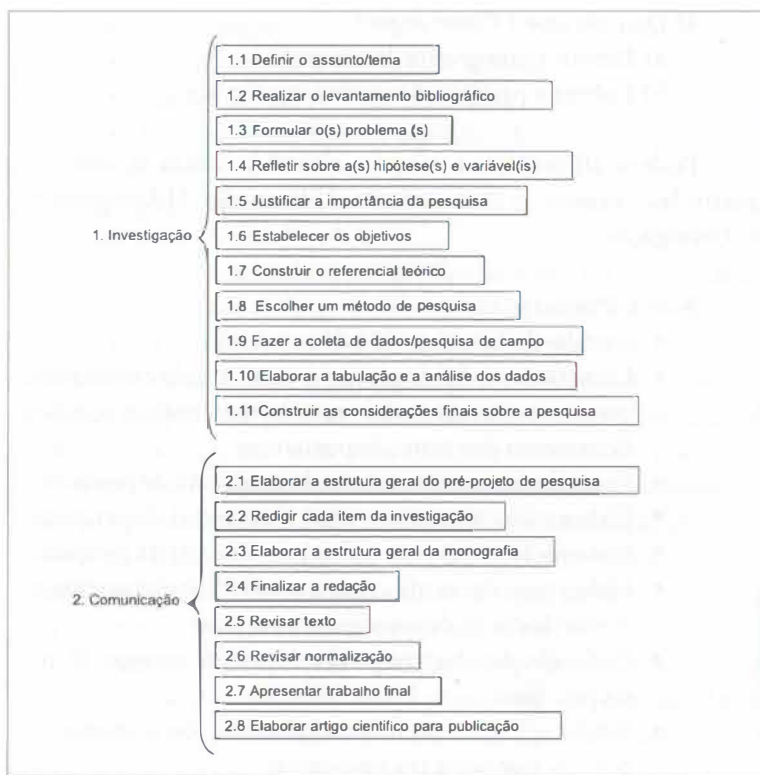 1. Investigação
1.1 Definir o assunto/tema
1.2 Realizar o levantamento bibliográfico
1.3 Formular o(s) problema (s)
1.4 Refletir sobre a(s) hipótese(s) e variável(is)
1.5 Justificar a importância da pesquisa
1.6 Estabelecer os objetivos
1.7 Construir o referencial teórico
1.8 Escolher um método de pesquisa
1.9 Fazer a coleta de dados/pesquisa de campo
1.10 Elaborar a tabulação e a análise dos dados
1.11 Construir as considerações finais sobre a pesquisa
2. Comunicação
2.1 Elaborar a estrutura geral do pré-projeto de pesquisa
2.2 Redigir cada item da investigação
2.3 Elaborar a estrutura geral da monografia
2.4 Finalizar a redação
2.5 Revisar texto
2.6 Revisar normalização
2.7 Apresentar trabalho final
2.8 Elaborar artigo científico para publicação